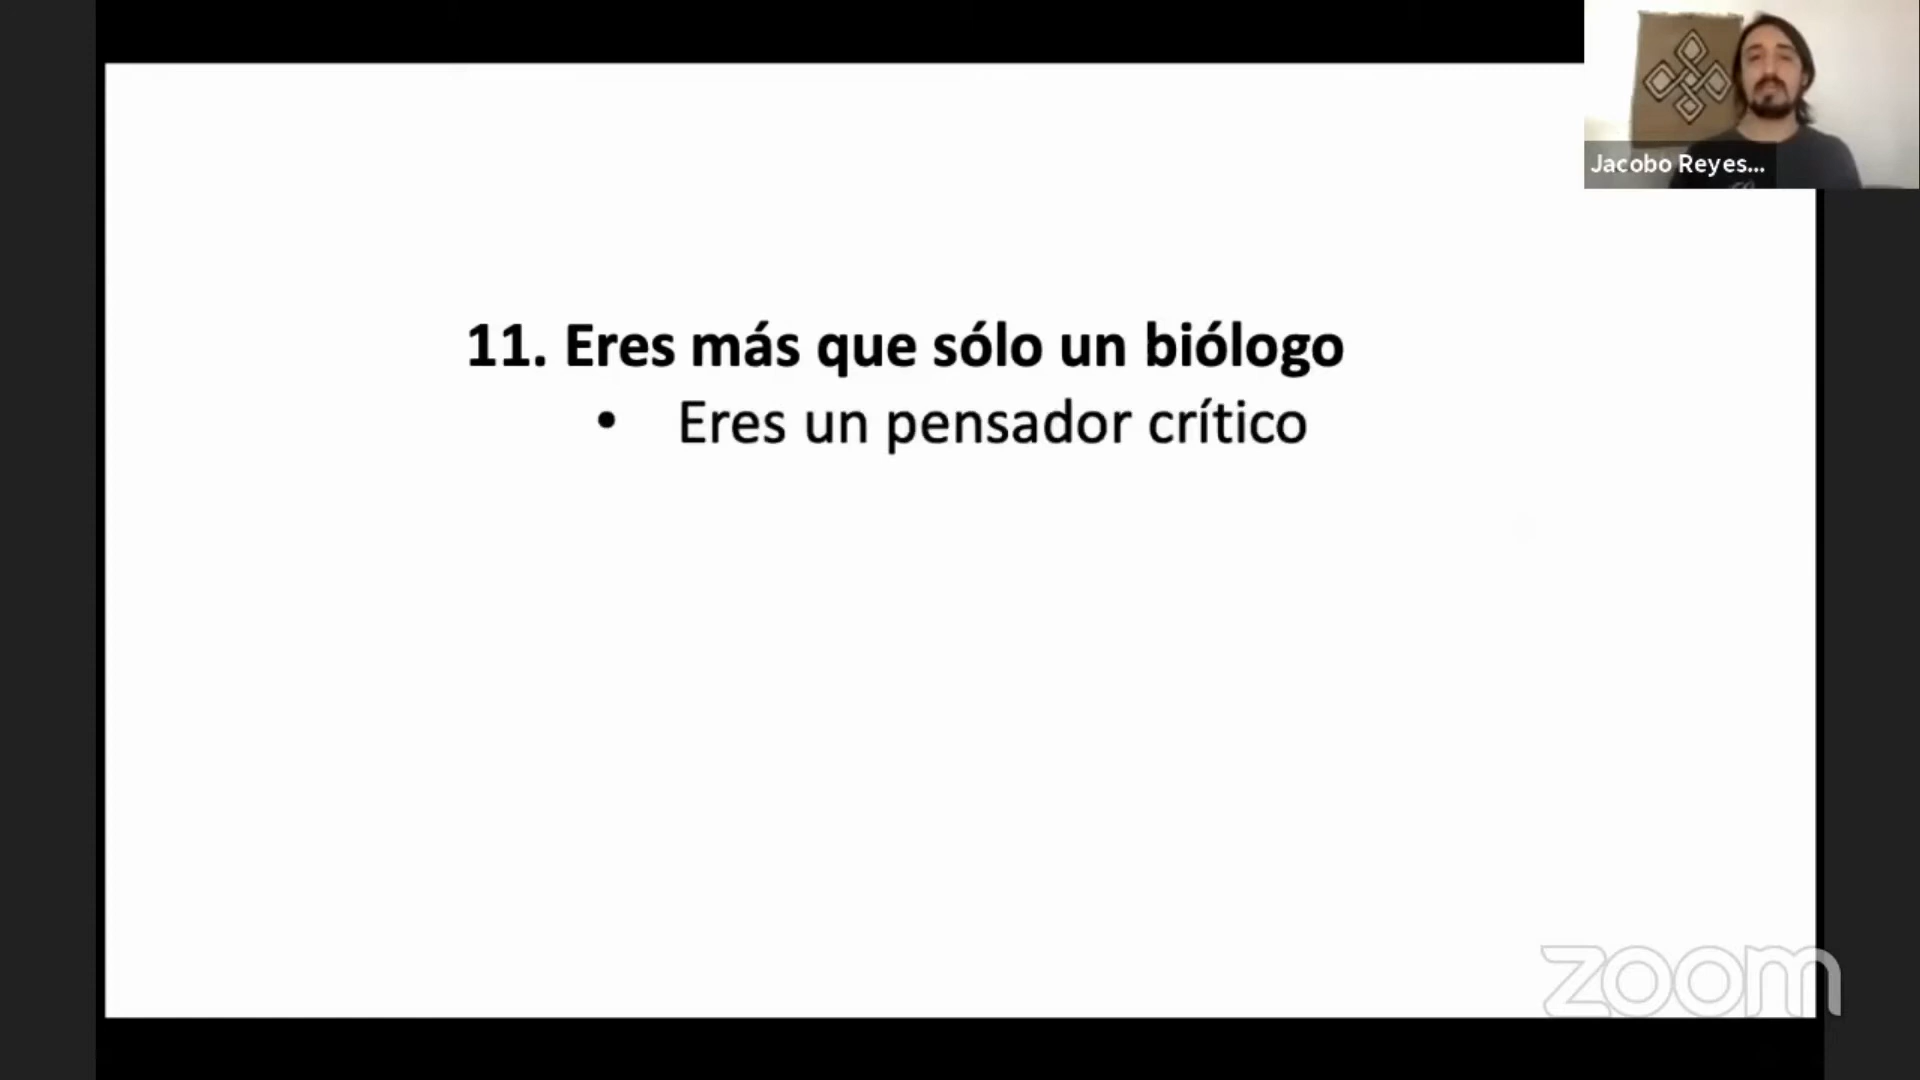 Jacobo Reyes...
11. Eres más que sólo un biólogo
• Eres un pensador crítico
zoom